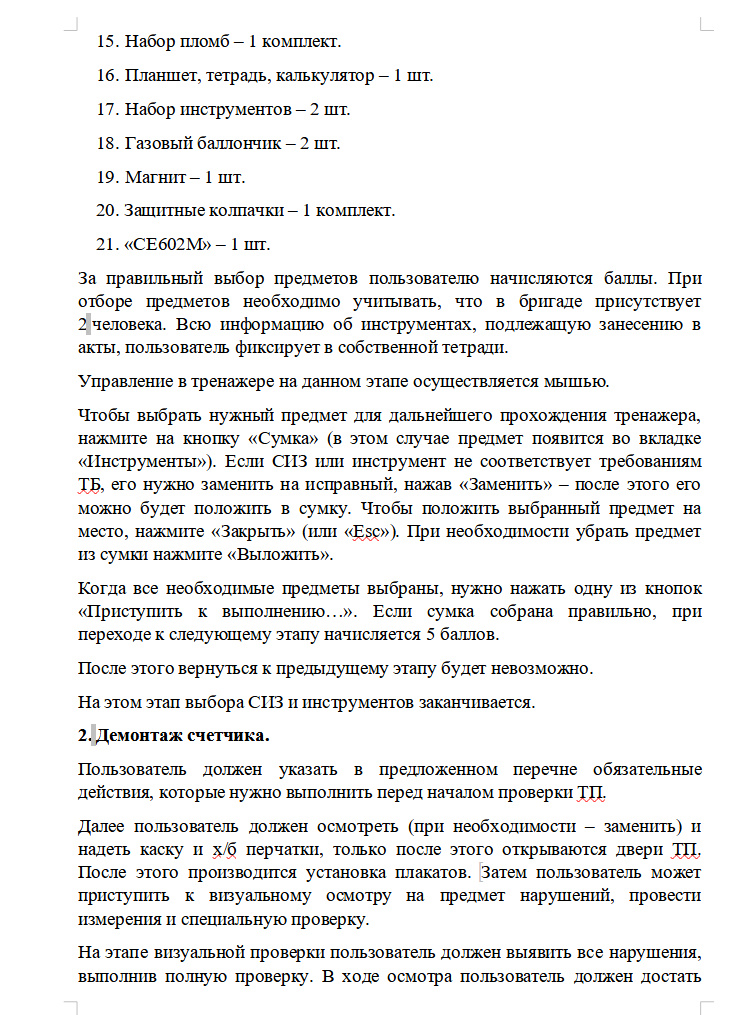 15. Набор пломб – 1 комплект.
16. Планшет, тетрадь, калькулятор – 1 шт.
17. Набор инструментов – 2 шт.
18. Газовый баллончик – 2 шт.
19. Магнит – 1 шт.
20. Защитные колпачки – 1 комплект.
21. «СЕ602М» – 1 шт.
За правильный выбор предметов пользователю начисляются баллы. При
отборе предметов необходимо учитывать, что в бригаде присутствует
2 человека. Всю информацию об инструментах, подлежащую занесению в
акты, пользователь фиксирует в собственной тетради.
Управление в тренажере на данном этапе осуществляется мышью.
Чтобы выбрать нужный предмет для дальнейшего прохождения тренажера,
нажмите на кнопку «Сумка» (в этом случае предмет появится во вкладке
«Инструменты»). Если СИЗ или инструмент не соответствует требованиям
ТБ, его нужно заменить на исправный, нажав «Заменить» – после этого его
можно будет положить в сумку. Чтобы положить выбранный предмет на
место, нажмите «Закрыть» (или «Esc»). При необходимости убрать предмет
из сумки нажмите «Выложить».
Когда все необходимые предметы выбраны, нужно нажать одну из кнопок
«Приступить к выполнению…». Если сумка собрана правильно, при
переходе к следующему этапу начисляется 5 баллов.
После этого вернуться к предыдущему этапу будет невозможно.
На этом этап выбора СИЗ и инструментов заканчивается.
2. Демонтаж счетчика.
Пользователь должен указать в предложенном перечне обязательные
действия, которые нужно выполнить перед началом проверки ТП.
Далее пользователь должен осмотреть (при необходимости – заменить) и
надеть каску и х/б перчатки, только после этого открываются двери ТП.
После этого производится установка плакатов. Затем пользователь может
приступить к визуальному осмотру на предмет нарушений, провести
измерения и специальную проверку.
На этапе визуальной проверки пользователь должен выявить все нарушения,
выполнив полную проверку. В ходе осмотра пользователь должен достать